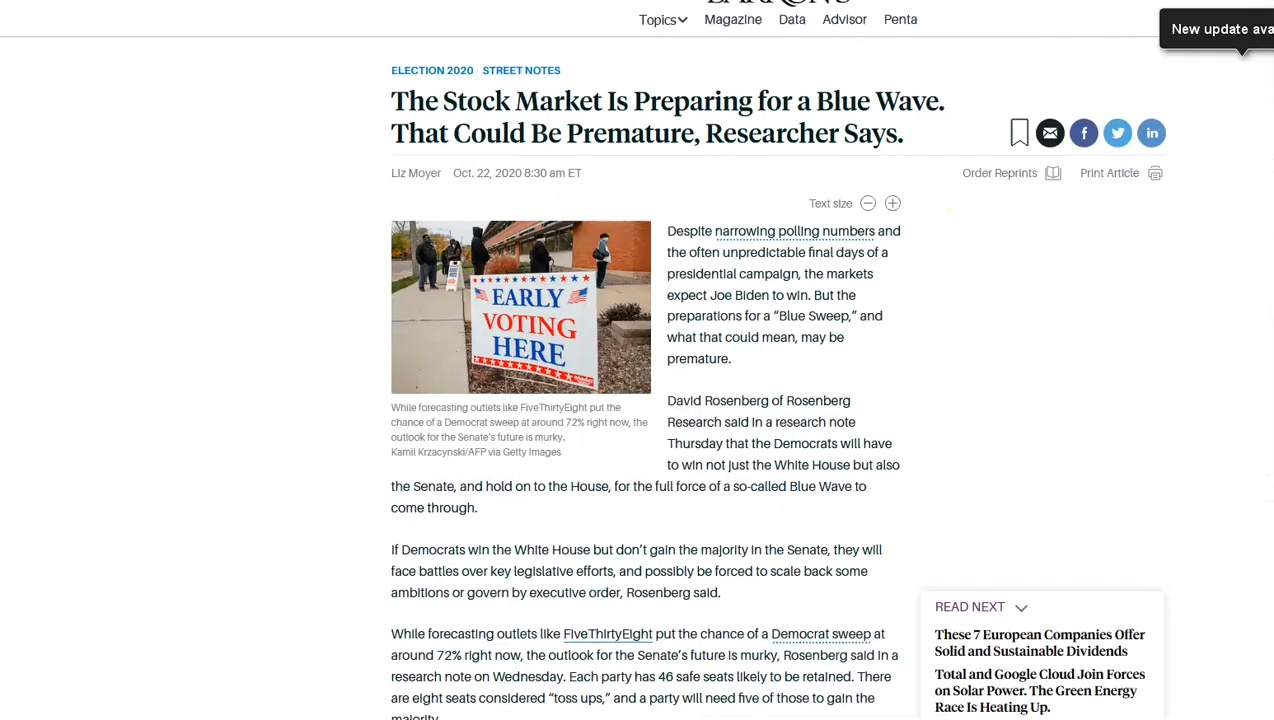 BARRON'S
Topics Magazine Data Advisor Penta
New update ava
ELECTION 2020 STREET NOTES
The Stock Market Is Preparing for a Blue Wave.
That Could Be Premature, Researcher Says.
f in
Liz Moyer Oct. 22, 2020 8:30 am ET
Order Reprints Print Article
Text size
EARLY
VOTING
HERE
While forecasting outlets like FiveThirtyEight put the
chance of a Democrat sweep at around 72% right now, the
outlook for the Senate's future is murky.
Kamil Krzacynski/AFP via Getty Images
Despite narrowing polling numbers and
the often unpredictable final days of a
presidential campaign, the markets
expect Joe Biden to win. But the
preparations for a “Blue Sweep,” and
what that could mean, may be
premature.
David Rosenberg of Rosenberg
Research said in a research note
Thursday that the Democrats will have
to win not just the White House but also
the Senate, and hold on to the House, for the full force of a so-called Blue Wave to
come through.
If Democrats win the White House but don’t gain the majority in the Senate, they will
face battles over key legislative efforts, and possibly be forced to scale back some
ambitions or govern by executive order, Rosenberg said.
While forecasting outlets like FiveThirtyEight put the chance of a Democrat sweep at
around 72% right now, the outlook for the Senate’s future is murky, Rosenberg said in a
research note on Wednesday. Each party has 46 safe seats likely to be retained. There
are eight seats considered “toss ups,” and a party will need five of those to gain the
majority.
READ NEXT
These 7 European Companies Offer
Solid and Sustainable Dividends
Total and Google Cloud Join Forces
on Solar Power. The Green Energy
Race Is Heating Up.